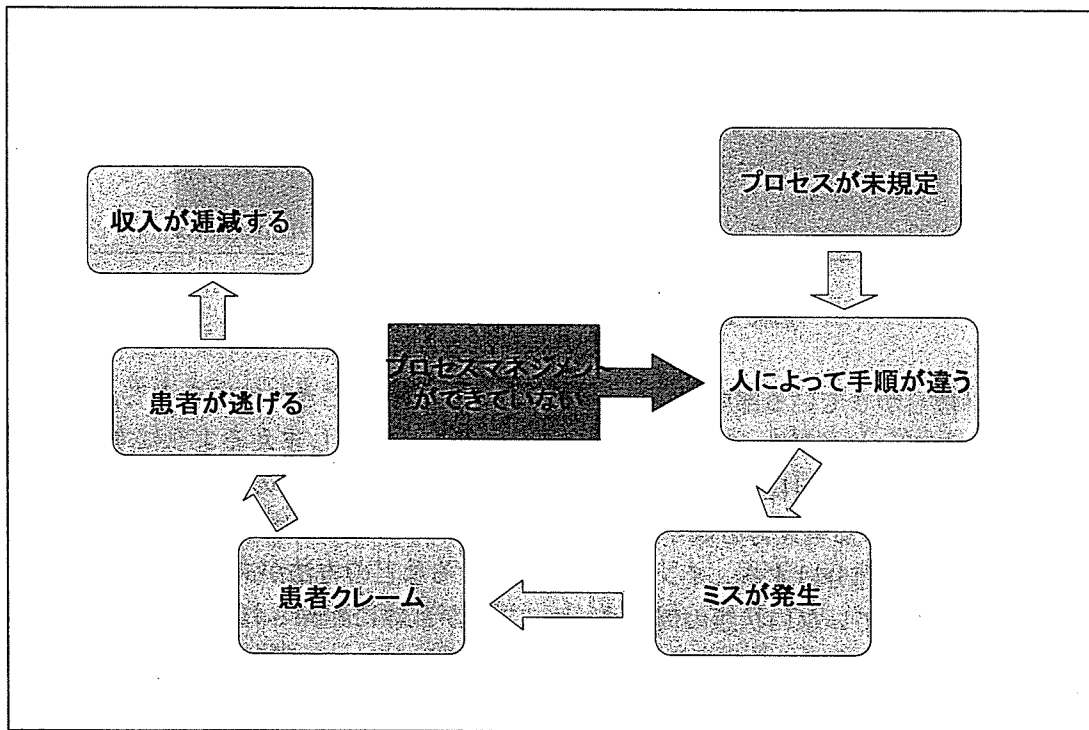 プロセスが未規定
収入が逓減する
プロセスマネジメント
ができていない
人によって手順が違う
患者が逃げる
ミスが発生
患者クレーム